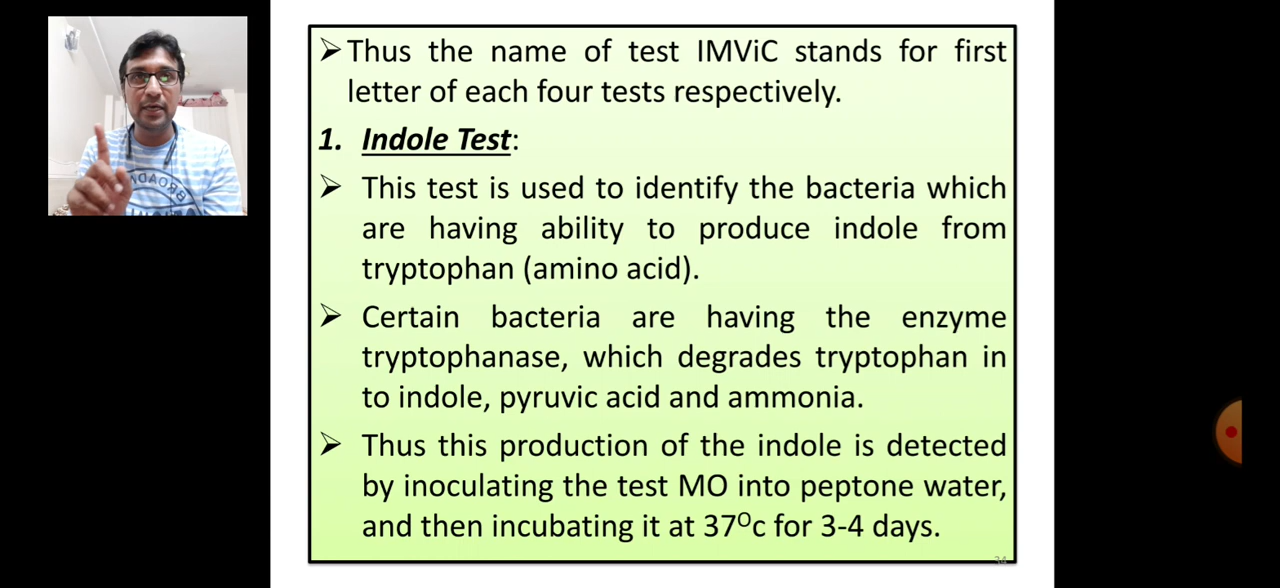 ➢ Thus the name of test IMViC stands for first
letter of each four tests respectively.
1. Indole Test:
➢ This test is used to identify the bacteria which
are having ability to produce indole from
tryptophan (amino acid).
➢ Certain bacteria are having the enzyme
tryptophanase, which degrades tryptophan in
to indole, pyruvic acid and ammonia.
➢ Thus this production of the indole is detected
by inoculating the test MO into peptone water,
and then incubating it at 37⁰c for 3-4 days.
34